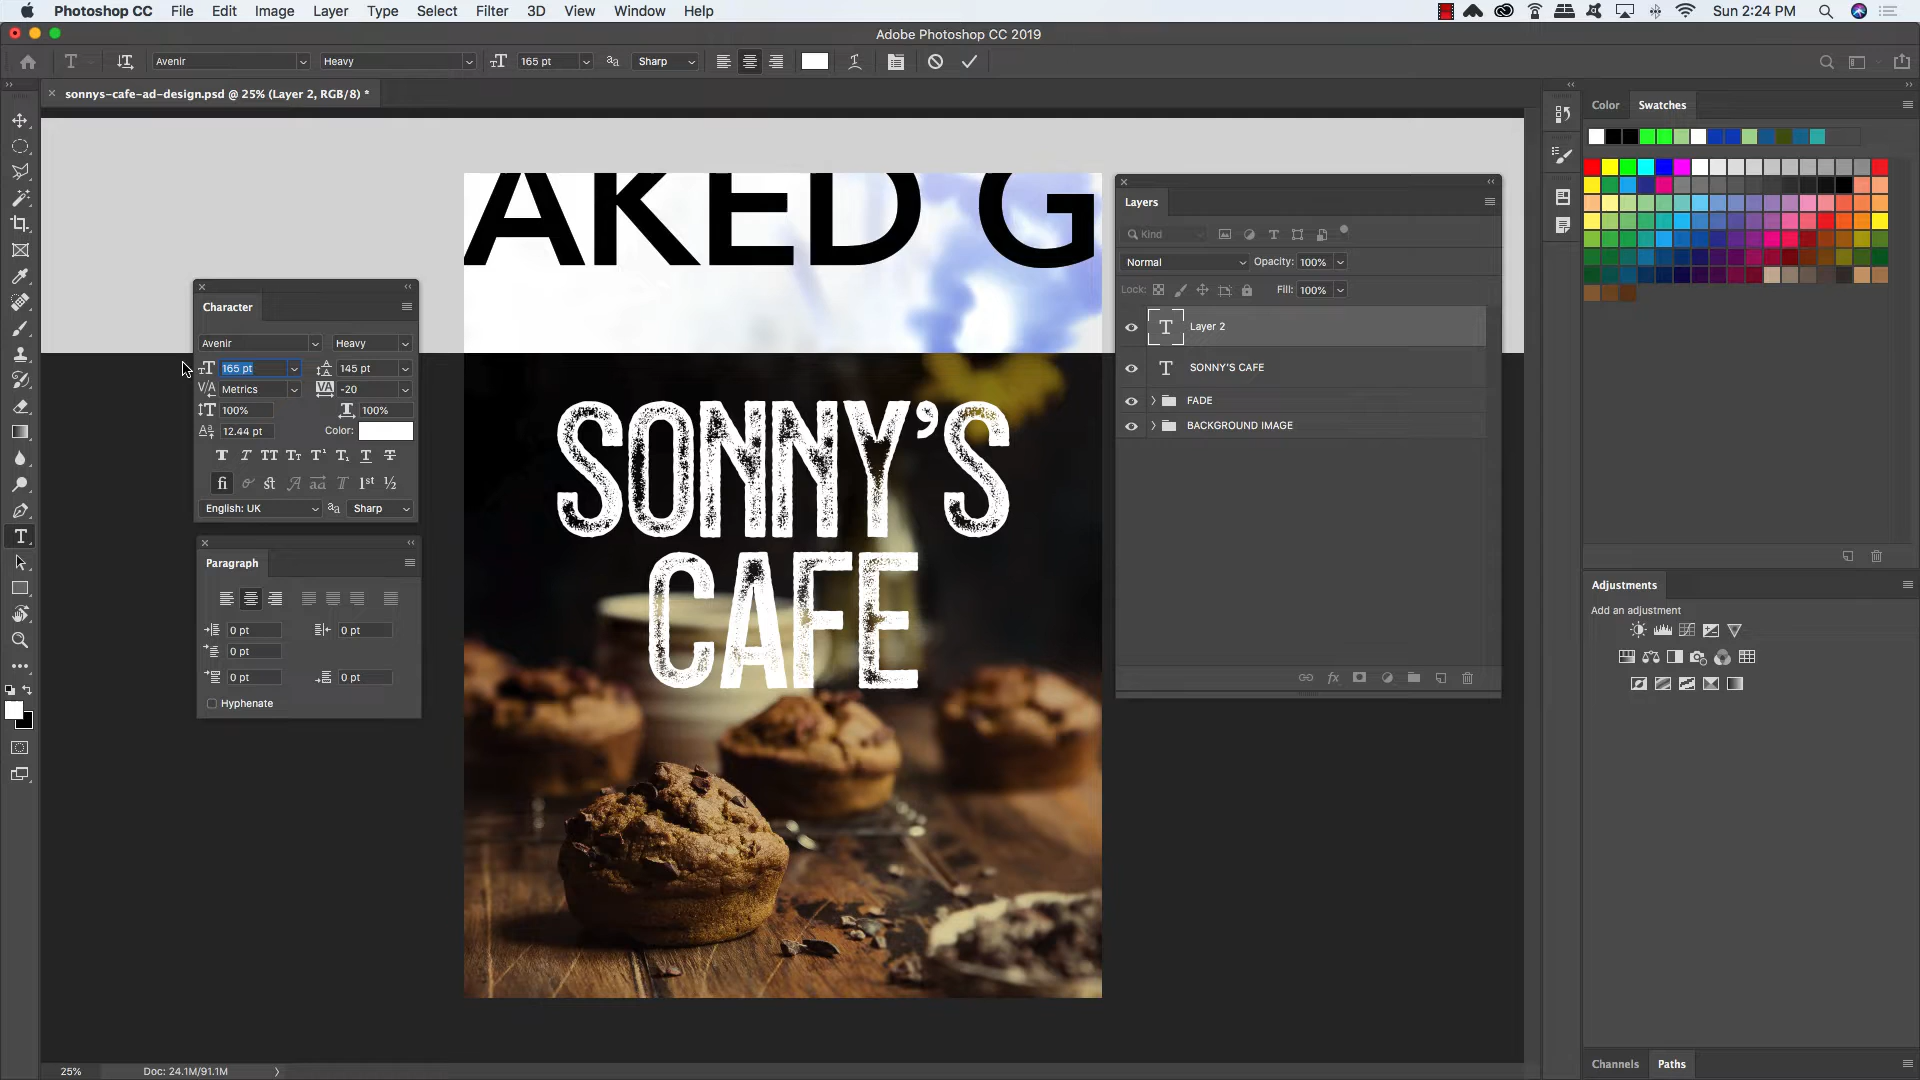 Photoshop CC File Edit Image Layer Type Select Filter 3D View Window Help
Sun 2:24 PM
Adobe Photoshop CC 2019
Avenir Heavy 165 pt Sharp
sonnys-cafe-ad-design.psd @ 25% (Layer 2, RGB/8) *
AKED G
SONNY'S
CAFE
Character
Avenir Heavy
165 pt 145 pt
Metrics -20
100% 100%
12.44 pt Color:
English: UK Sharp
Paragraph
0 pt 0 pt
0 pt
0 pt 0 pt
Hyphenate
Layers
Kind
Normal Opacity: 100%
Lock: Fill: 100%
Layer 2
SONNY'S CAFE
FADE
BACKGROUND IMAGE
Color Swatches
Adjustments
Add an adjustment
Channels Paths
25% Doc: 24.1M/91.1M